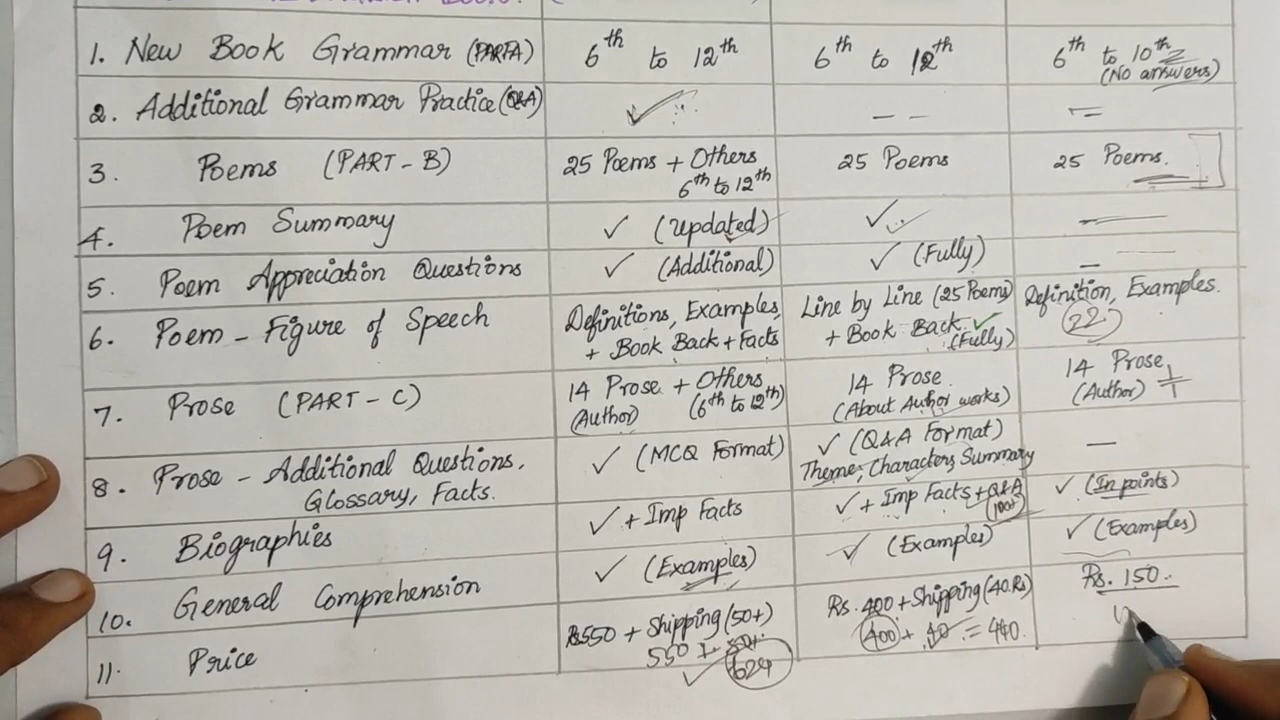 1. New Book Grammar (PART A) 6th to 12th 6th to 12th 6th to 10th
(No answers)
2. Additional Grammar Practice (Q&A) ✓ -- =
3. Poems (PART-B) 25 Poems + Others 25 Poems 25 Poems.
6th to 12th
4. Poem Summary ✓ (Updated) ✓
5. Poem Appreciation Questions ✓ (Additional) ✓ (Fully) -
6. Poem - Figure of Speech Definitions, Examples, Line by Line (25 Poems) Definition, Examples.
+ Book Back + Facts + Book Back ✓ (22)
(Fully)
7. Prose (PART-C) 14 Prose + Others 14 Prose 14 Prose
(Author) (6th to 12th) (About Author works) (Author)
8. Prose - Additional Questions, ✓ (MCQ Format) ✓ (Q&A Format) —
Glossary, Facts. Theme, Characters, Summary
9. Biographies ✓ + Imp Facts ✓ + Imp Facts + Q&A ✓ (In points)
(100+)
10. General Comprehension ✓ (Examples) ✓ (Examples) ✓ (Examples)
11. Price Rs550 + Shipping (50+) Rs. 400 + Shipping (40.Rs) Rs. 150
550 + 50+ 400 + 40 = 440.
624